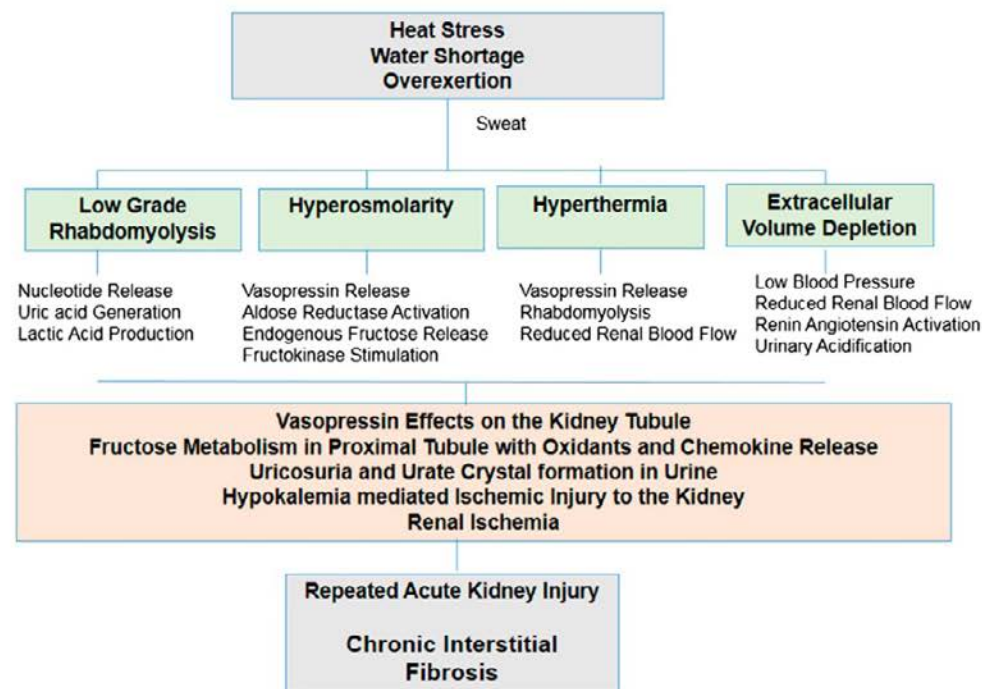 Heat Stress
Water Shortage
Overexertion
Sweat
Low Grade
Rhabdomyolysis
Nucleotide Release
Uric acid Generation
Lactic Acid Production
Hyperosmolarity
Vasopressin Release
Aldose Reductase Activation
Endogenous Fructose Release
Fructokinase Stimulation
Hyperthermia
Vasopressin Release
Rhabdomyolysis
Reduced Renal Blood Flow
Extracellular
Volume Depletion
Low Blood Pressure
Reduced Renal Blood Flow
Renin Angiotensin Activation
Urinary Acidification
Vasopressin Effects on the Kidney Tubule
Fructose Metabolism in Proximal Tubule with Oxidants and Chemokine Release
Uricosuria and Urate Crystal formation in Urine
Hypokalemia mediated Ischemic Injury to the Kidney
Renal Ischemia
Repeated Acute Kidney Injury
Chronic Interstitial
Fibrosis